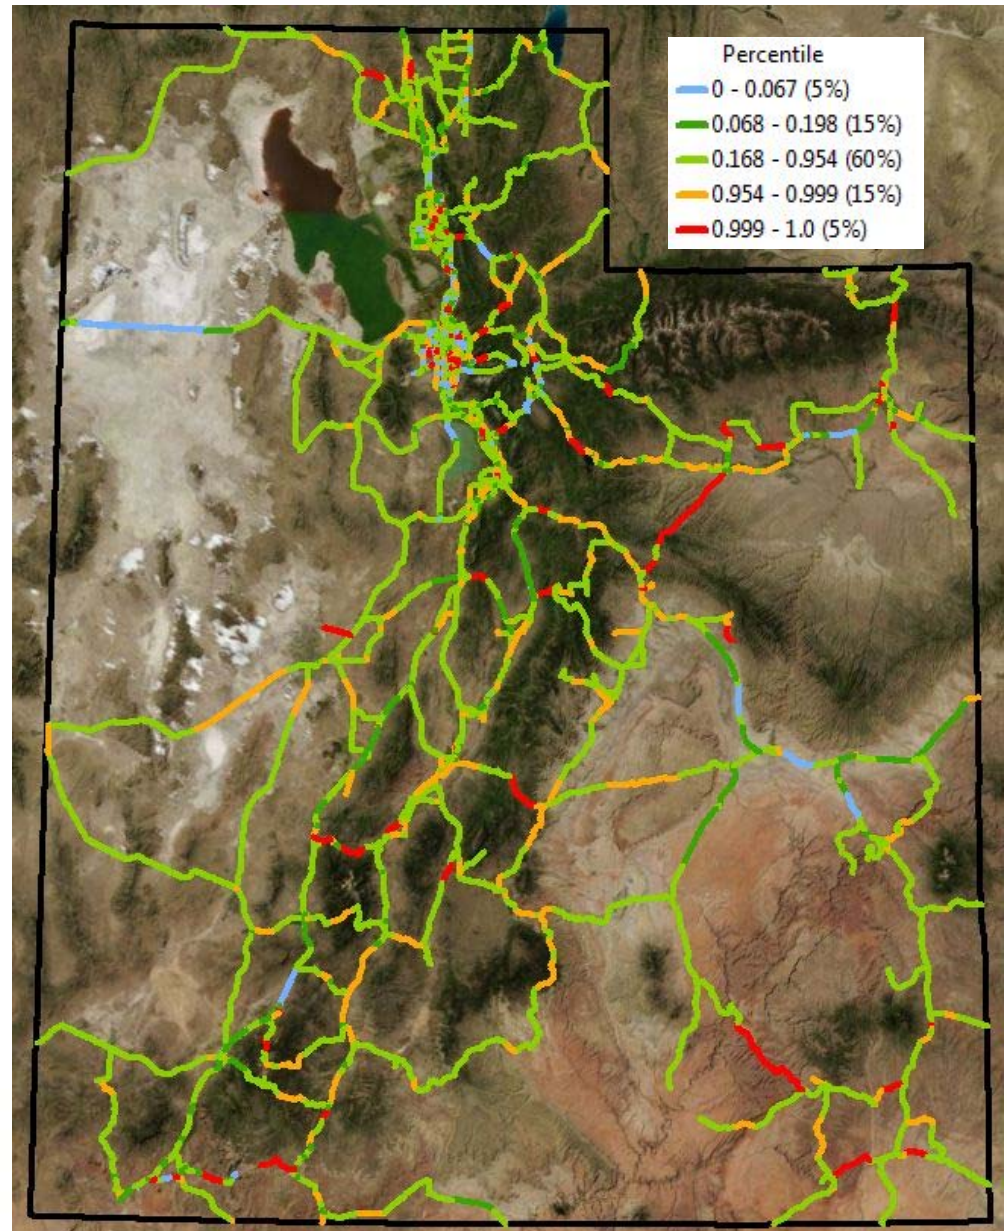 Percentile
0 - 0.067 (5%)
0.068 - 0.198 (15%)
0.168 - 0.954 (60%)
0.954 - 0.999 (15%)
0.999 - 1.0 (5%)